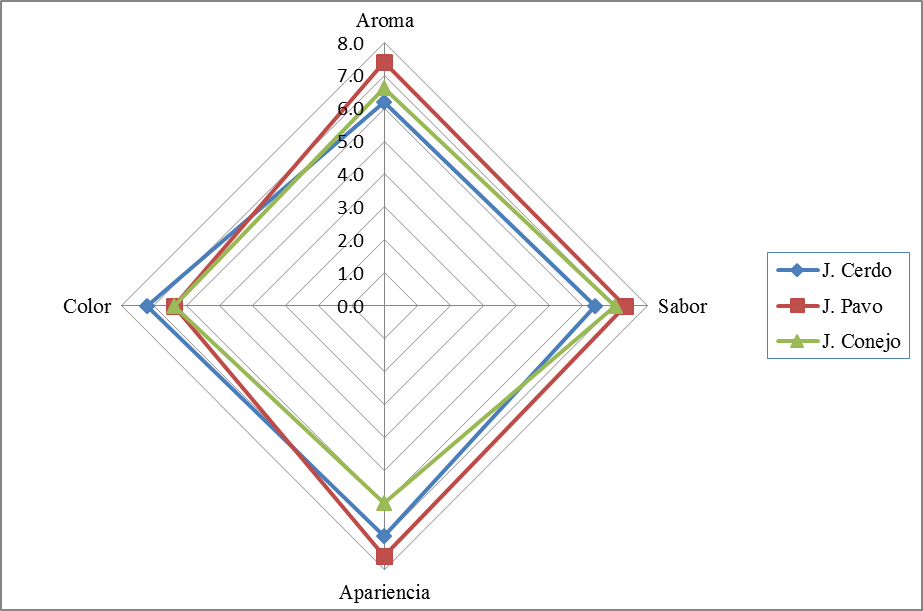 Aroma
8.0
7.0
6.0
5.0
4.0
3.0
2.0
1.0
0.0
Color
Sabor
Apariencia
J. Cerdo
J. Pavo
J. Conejo